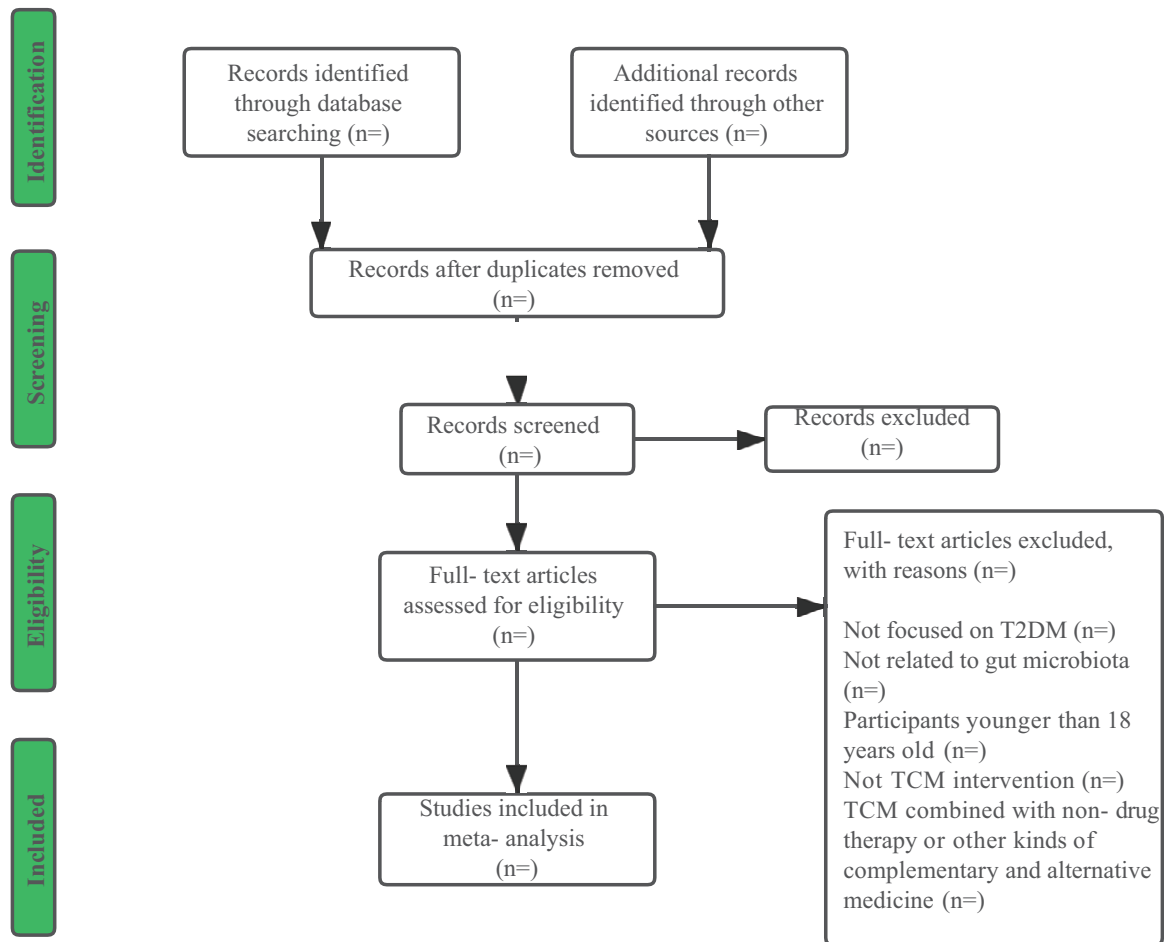 Identification
Records identified
through database
searching (n=)
Additional records
identified through other
sources (n=)
Screening
Records after duplicates removed
(n=)
Records screened
(n=)
Records excluded
(n=)
Eligibility
Full- text articles
assessed for eligibility
(n=)
Full- text articles excluded,
with reasons (n=)
Not focused on T2DM (n=)
Not related to gut microbiota
(n=)
Participants younger than 18
years old (n=)
Not TCM intervention (n=)
TCM combined with non- drug
therapy or other kinds of
complementary and alternative
medicine (n=)
Included
Studies included in
meta- analysis
(n=)